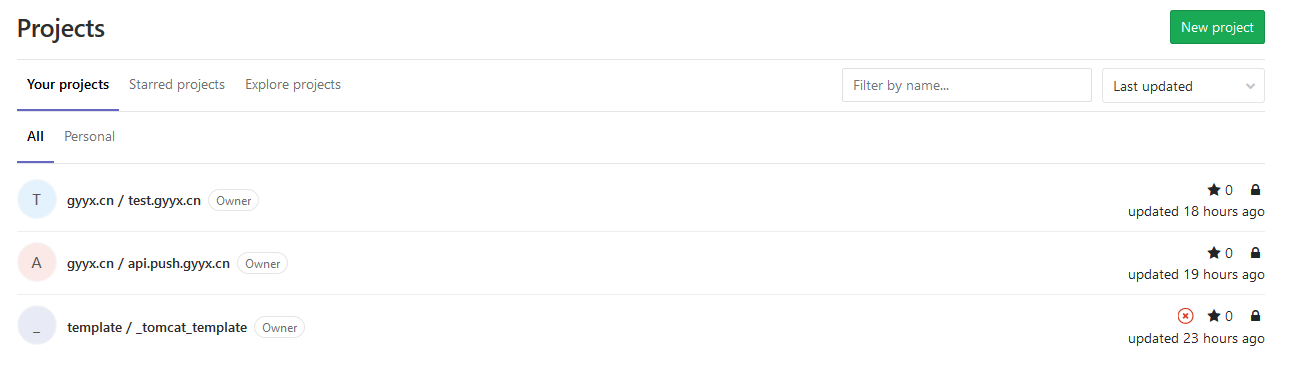 Projects
New project
Your projects Starred projects Explore projects
Filter by name...
Last updated
All Personal
T
gyyx.cn / test.gyyx.cn Owner
0
updated 18 hours ago
A
gyyx.cn / api.push.gyyx.cn Owner
0
updated 19 hours ago
_
template / _tomcat_template Owner
0
updated 23 hours ago